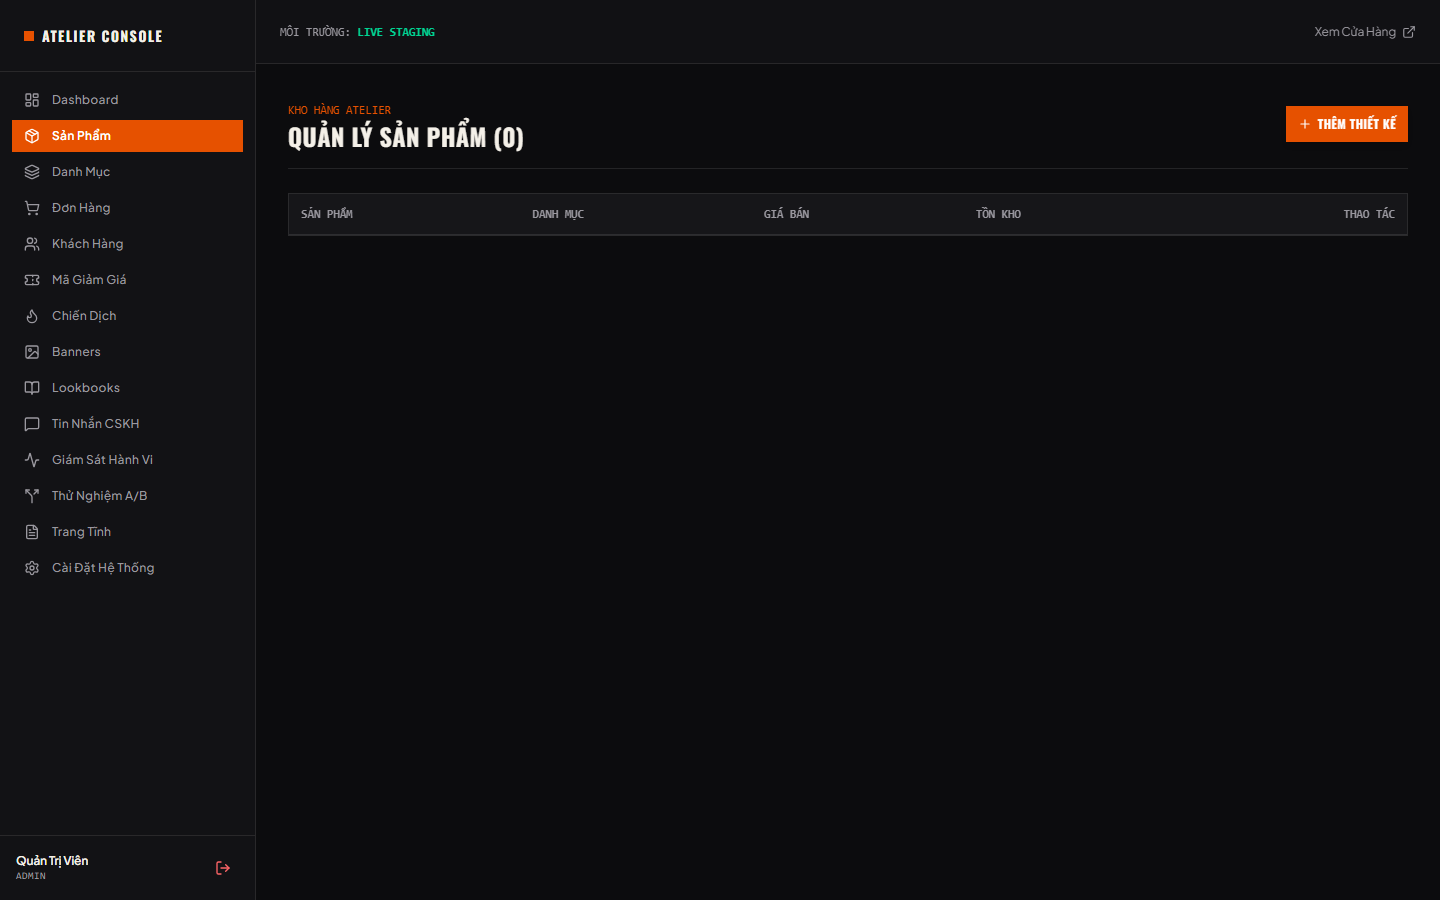 ATELIER CONSOLE
MÔI TRƯỜNG: LIVE STAGING
Xem Cửa Hàng
Dashboard
Sản Phẩm
Danh Mục
Đơn Hàng
Khách Hàng
Mã Giảm Giá
Chiến Dịch
Banners
Lookbooks
Tin Nhắn CSKH
Giám Sát Hành Vi
Thử Nghiệm A/B
Trang Tĩnh
Cài Đặt Hệ Thống
Quản Trị Viên
ADMIN
KHO HÀNG ATELIER
QUẢN LÝ SẢN PHẨM (0)
THÊM THIẾT KẾ
SẢN PHẨM DANH MỤC GIÁ BÁN TỒN KHO THAO TÁC